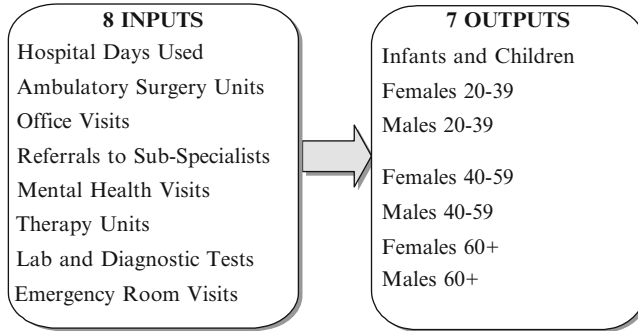 8 INPUTS
Hospital Days Used
Ambulatory Surgery Units
Office Visits
Referrals to Sub-Specialists
Mental Health Visits
Therapy Units
Lab and Diagnostic Tests
Emergency Room Visits
7 OUTPUTS
Infants and Children
Females 20-39
Males 20-39
Females 40-59
Males 40-59
Females 60+
Males 60+